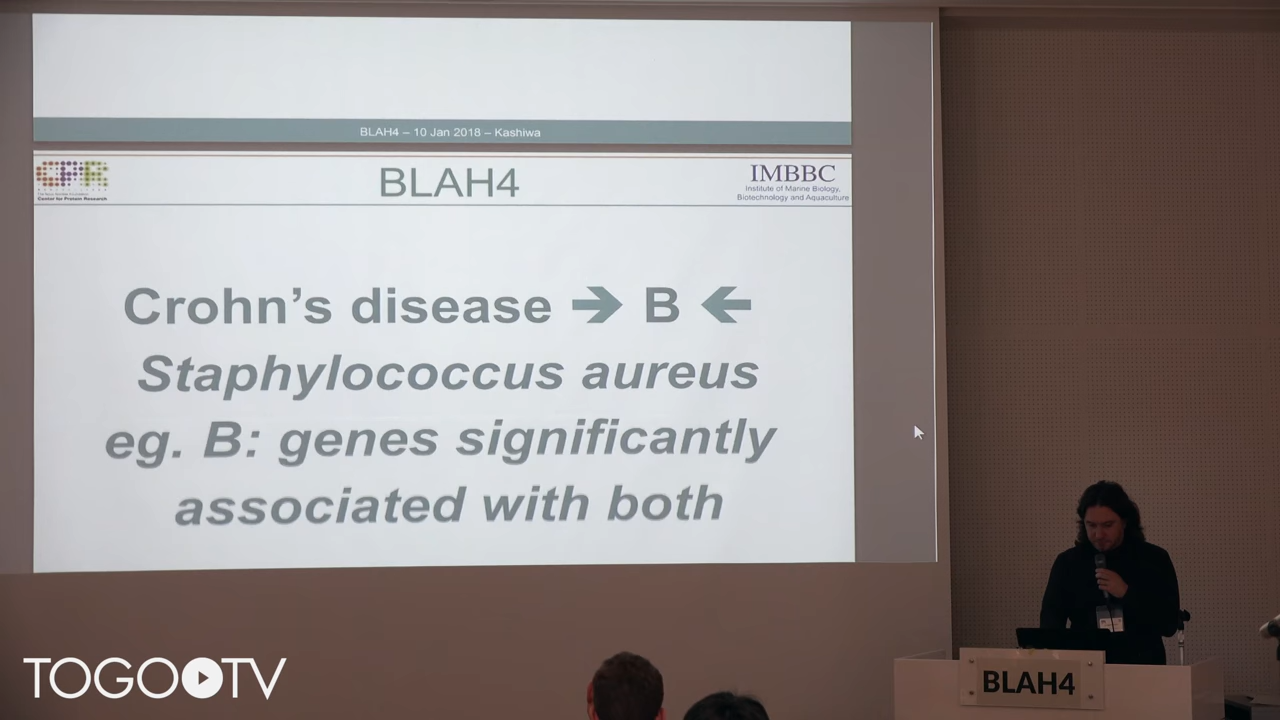 BLAH4 – 10 Jan 2018 – Kashiwa
CPR
Center for Protein Research
BLAH4
IMBBC
Institute of Marine Biology,
Biotechnology and Aquaculture
Crohn's disease → B ←
Staphylococcus aureus
eg. B: genes significantly
associated with both
BLAH4
TOGOTV